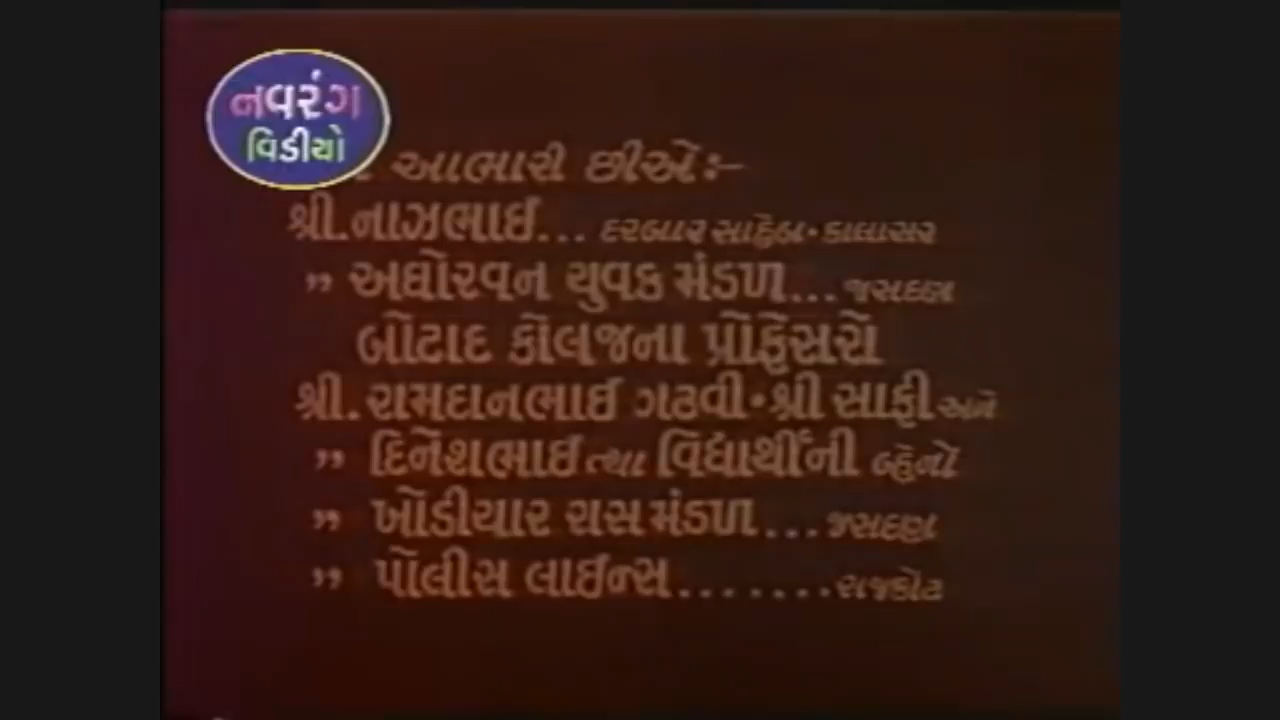 નવરંગ
વિડીયો
આભારી છીએઃ-
શ્રી. નાઝભાઈ... દરબાર સાહેબ. કાલાસર
,, અઘોરવન યુવક મંડળ... જસદણ
બોટાદ કોલજના પ્રોફેસરો
શ્રી. રામદાનભાઈ ગઢવી. શ્રી સાફી અને
,, દિનેશભાઈ તથા વિદ્યાર્થીની બ્હેનો
,, ખોડીયાર રાસ મંડળ... જસદણ
,, પોલીસ લાઈન્સ....... રાજકોટ